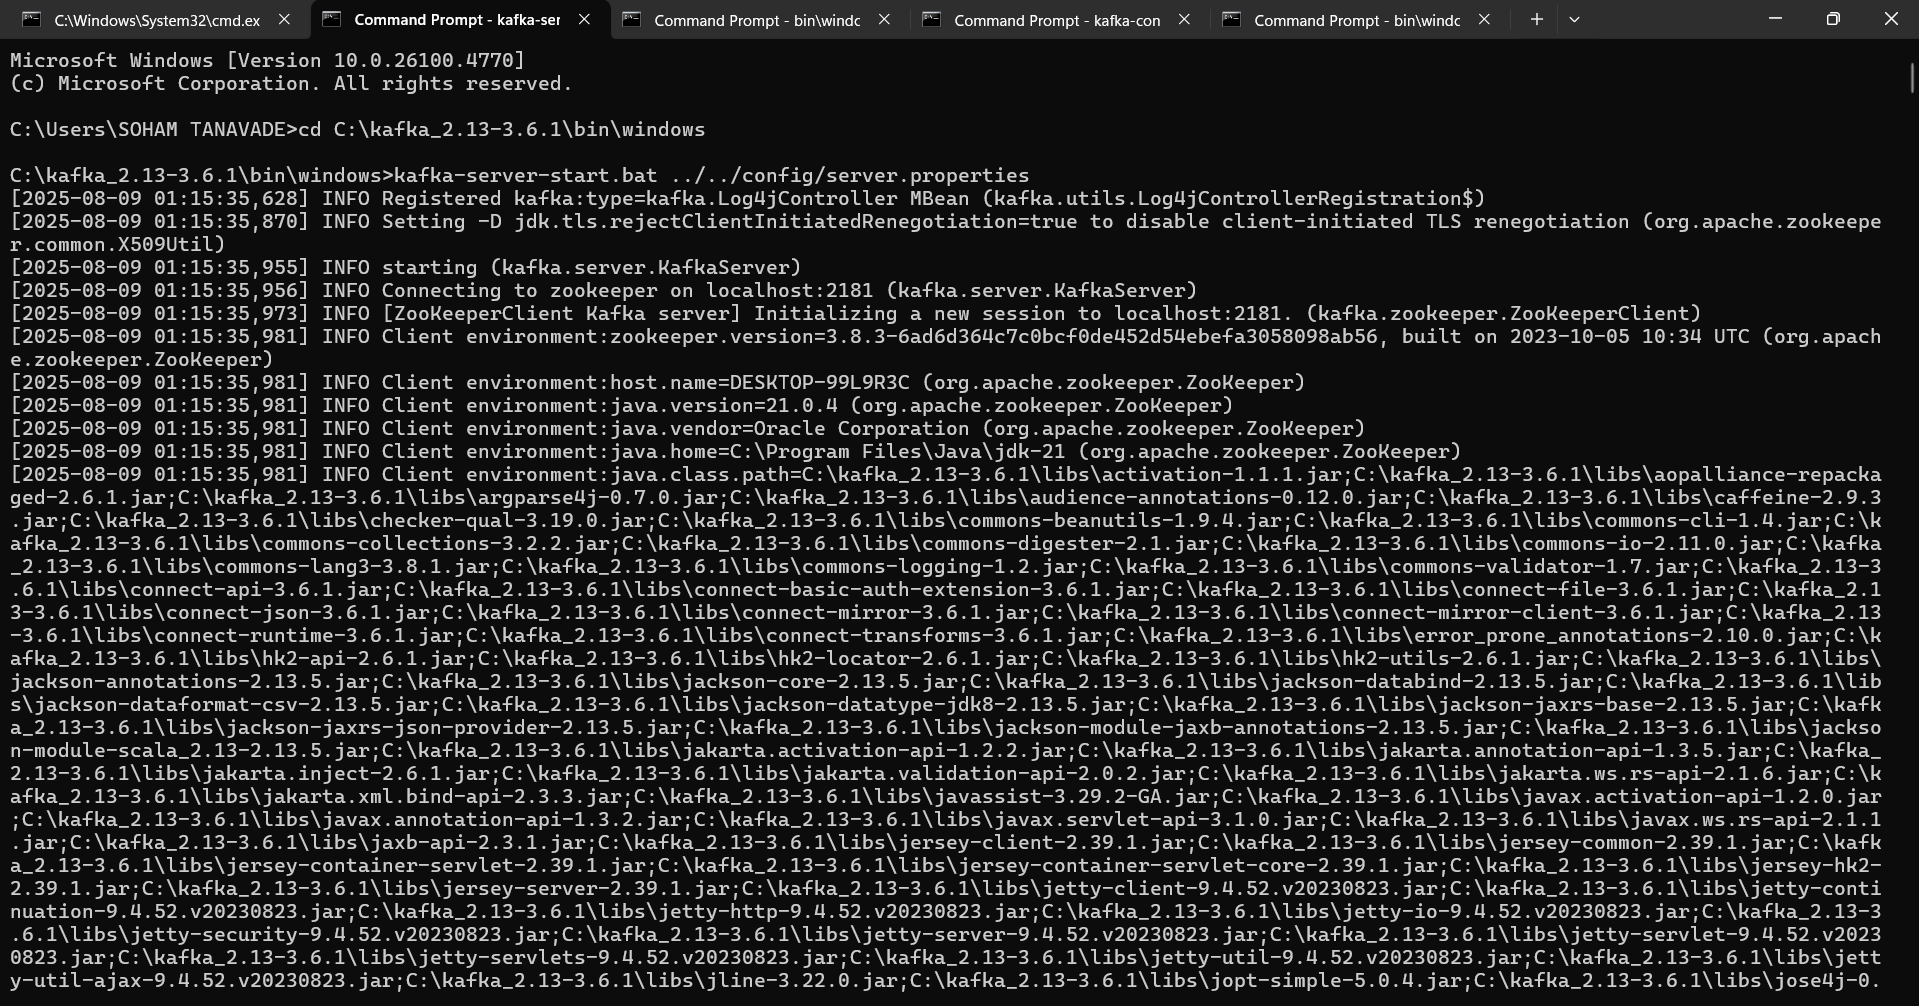 C:\Windows\System32\cmd.ex
Command Prompt - kafka-ser
Command Prompt - bin\windc
Command Prompt - kafka-con
Command Prompt - bin\windc
Microsoft Windows [Version 10.0.26100.4770]
(c) Microsoft Corporation. All rights reserved.
C:\Users\SOHAM TANAVADE>cd C:\kafka_2.13-3.6.1\bin\windows
C:\kafka_2.13-3.6.1\bin\windows>kafka-server-start.bat ../../config/server.properties
[2025-08-09 01:15:35,628] INFO Registered kafka:type=kafka.Log4jController MBean (kafka.utils.Log4jControllerRegistration$)
[2025-08-09 01:15:35,870] INFO Setting -D jdk.tls.rejectClientInitiatedRenegotiation=true to disable client-initiated TLS renegotiation (org.apache.zookeepe
r.common.X509Util)
[2025-08-09 01:15:35,955] INFO starting (kafka.server.KafkaServer)
[2025-08-09 01:15:35,956] INFO Connecting to zookeeper on localhost:2181 (kafka.server.KafkaServer)
[2025-08-09 01:15:35,973] INFO [ZooKeeperClient Kafka server] Initializing a new session to localhost:2181. (kafka.zookeeper.ZooKeeperClient)
[2025-08-09 01:15:35,981] INFO Client environment:zookeeper.version=3.8.3-6ad6d364c7c0bcf0de452d54ebefa3058098ab56, built on 2023-10-05 10:34 UTC (org.apach
e.zookeeper.ZooKeeper)
[2025-08-09 01:15:35,981] INFO Client environment:host.name=DESKTOP-99L9R3C (org.apache.zookeeper.ZooKeeper)
[2025-08-09 01:15:35,981] INFO Client environment:java.version=21.0.4 (org.apache.zookeeper.ZooKeeper)
[2025-08-09 01:15:35,981] INFO Client environment:java.vendor=Oracle Corporation (org.apache.zookeeper.ZooKeeper)
[2025-08-09 01:15:35,981] INFO Client environment:java.home=C:\Program Files\Java\jdk-21 (org.apache.zookeeper.ZooKeeper)
[2025-08-09 01:15:35,981] INFO Client environment:java.class.path=C:\kafka_2.13-3.6.1\libs\activation-1.1.1.jar;C:\kafka_2.13-3.6.1\libs\aopalliance-repacka
ged-2.6.1.jar;C:\kafka_2.13-3.6.1\libs\argparse4j-0.7.0.jar;C:\kafka_2.13-3.6.1\libs\audience-annotations-0.12.0.jar;C:\kafka_2.13-3.6.1\libs\caffeine-2.9.3
.jar;C:\kafka_2.13-3.6.1\libs\checker-qual-3.19.0.jar;C:\kafka_2.13-3.6.1\libs\commons-beanutils-1.9.4.jar;C:\kafka_2.13-3.6.1\libs\commons-cli-1.4.jar;C:\k
afka_2.13-3.6.1\libs\commons-collections-3.2.2.jar;C:\kafka_2.13-3.6.1\libs\commons-digester-2.1.jar;C:\kafka_2.13-3.6.1\libs\commons-io-2.11.0.jar;C:\kafka
_2.13-3.6.1\libs\commons-lang3-3.8.1.jar;C:\kafka_2.13-3.6.1\libs\commons-logging-1.2.jar;C:\kafka_2.13-3.6.1\libs\commons-validator-1.7.jar;C:\kafka_2.13-3
.6.1\libs\connect-api-3.6.1.jar;C:\kafka_2.13-3.6.1\libs\connect-basic-auth-extension-3.6.1.jar;C:\kafka_2.13-3.6.1\libs\connect-file-3.6.1.jar;C:\kafka_2.1
3-3.6.1\libs\connect-json-3.6.1.jar;C:\kafka_2.13-3.6.1\libs\connect-mirror-3.6.1.jar;C:\kafka_2.13-3.6.1\libs\connect-mirror-client-3.6.1.jar;C:\kafka_2.13
-3.6.1\libs\connect-runtime-3.6.1.jar;C:\kafka_2.13-3.6.1\libs\connect-transforms-3.6.1.jar;C:\kafka_2.13-3.6.1\libs\error_prone_annotations-2.10.0.jar;C:\k
afka_2.13-3.6.1\libs\hk2-api-2.6.1.jar;C:\kafka_2.13-3.6.1\libs\hk2-locator-2.6.1.jar;C:\kafka_2.13-3.6.1\libs\hk2-utils-2.6.1.jar;C:\kafka_2.13-3.6.1\libs\
jackson-annotations-2.13.5.jar;C:\kafka_2.13-3.6.1\libs\jackson-core-2.13.5.jar;C:\kafka_2.13-3.6.1\libs\jackson-databind-2.13.5.jar;C:\kafka_2.13-3.6.1\lib
s\jackson-dataformat-csv-2.13.5.jar;C:\kafka_2.13-3.6.1\libs\jackson-datatype-jdk8-2.13.5.jar;C:\kafka_2.13-3.6.1\libs\jackson-jaxrs-base-2.13.5.jar;C:\kafk
a_2.13-3.6.1\libs\jackson-jaxrs-json-provider-2.13.5.jar;C:\kafka_2.13-3.6.1\libs\jackson-module-jaxb-annotations-2.13.5.jar;C:\kafka_2.13-3.6.1\libs\jackso
n-module-scala_2.13-2.13.5.jar;C:\kafka_2.13-3.6.1\libs\jakarta.activation-api-1.2.2.jar;C:\kafka_2.13-3.6.1\libs\jakarta.annotation-api-1.3.5.jar;C:\kafka_
2.13-3.6.1\libs\jakarta.inject-2.6.1.jar;C:\kafka_2.13-3.6.1\libs\jakarta.validation-api-2.0.2.jar;C:\kafka_2.13-3.6.1\libs\jakarta.ws.rs-api-2.1.6.jar;C:\k
afka_2.13-3.6.1\libs\jakarta.xml.bind-api-2.3.3.jar;C:\kafka_2.13-3.6.1\libs\javassist-3.29.2-GA.jar;C:\kafka_2.13-3.6.1\libs\javax.activation-api-1.2.0.jar
;C:\kafka_2.13-3.6.1\libs\javax.annotation-api-1.3.2.jar;C:\kafka_2.13-3.6.1\libs\javax.servlet-api-3.1.0.jar;C:\kafka_2.13-3.6.1\libs\javax.ws.rs-api-2.1.1
.jar;C:\kafka_2.13-3.6.1\libs\jaxb-api-2.3.1.jar;C:\kafka_2.13-3.6.1\libs\jersey-client-2.39.1.jar;C:\kafka_2.13-3.6.1\libs\jersey-common-2.39.1.jar;C:\kafk
a_2.13-3.6.1\libs\jersey-container-servlet-2.39.1.jar;C:\kafka_2.13-3.6.1\libs\jersey-container-servlet-core-2.39.1.jar;C:\kafka_2.13-3.6.1\libs\jersey-hk2-
2.39.1.jar;C:\kafka_2.13-3.6.1\libs\jersey-server-2.39.1.jar;C:\kafka_2.13-3.6.1\libs\jetty-client-9.4.52.v20230823.jar;C:\kafka_2.13-3.6.1\libs\jetty-conti
nuation-9.4.52.v20230823.jar;C:\kafka_2.13-3.6.1\libs\jetty-http-9.4.52.v20230823.jar;C:\kafka_2.13-3.6.1\libs\jetty-io-9.4.52.v20230823.jar;C:\kafka_2.13-3
.6.1\libs\jetty-security-9.4.52.v20230823.jar;C:\kafka_2.13-3.6.1\libs\jetty-server-9.4.52.v20230823.jar;C:\kafka_2.13-3.6.1\libs\jetty-servlet-9.4.52.v2023
0823.jar;C:\kafka_2.13-3.6.1\libs\jetty-servlets-9.4.52.v20230823.jar;C:\kafka_2.13-3.6.1\libs\jetty-util-9.4.52.v20230823.jar;C:\kafka_2.13-3.6.1\libs\jett
y-util-ajax-9.4.52.v20230823.jar;C:\kafka_2.13-3.6.1\libs\jline-3.22.0.jar;C:\kafka_2.13-3.6.1\libs\jopt-simple-5.0.4.jar;C:\kafka_2.13-3.6.1\libs\jose4j-0.